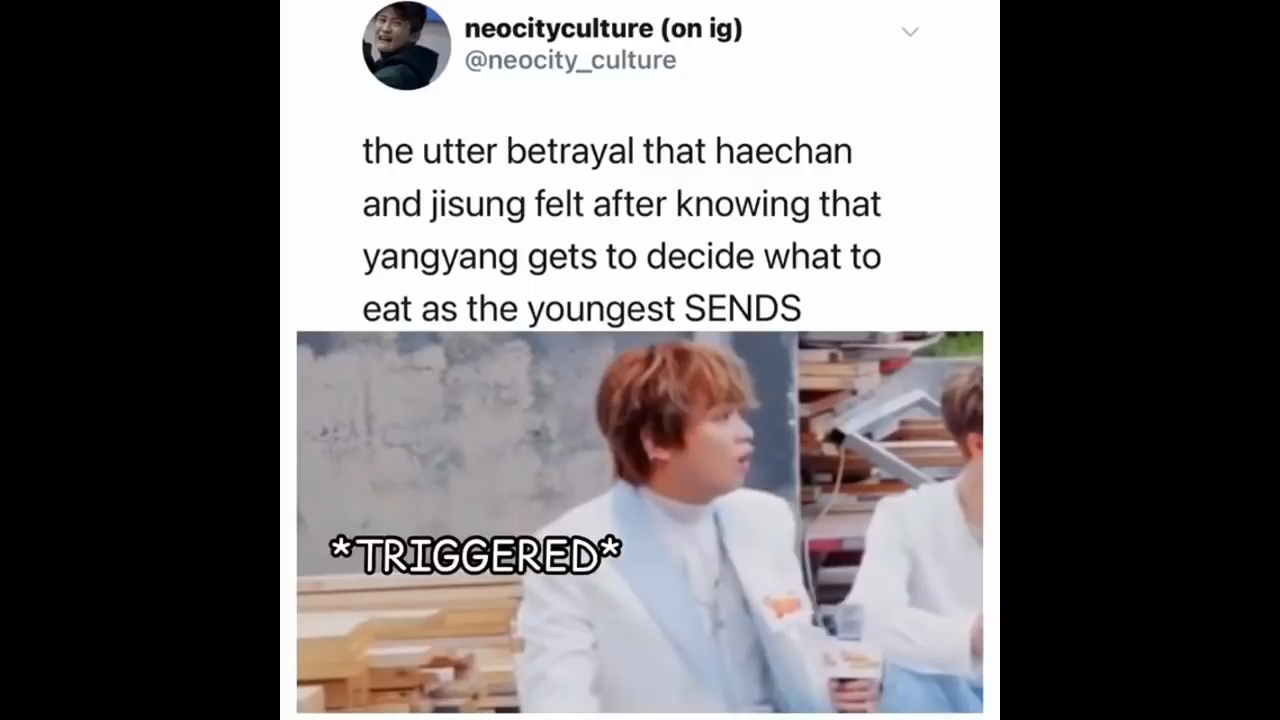 neocityculture (on ig)
@neocity_culture
the utter betrayal that haechan
and jisung felt after knowing that
yangyang gets to decide what to
eat as the youngest SENDS
*TRIGGERED*